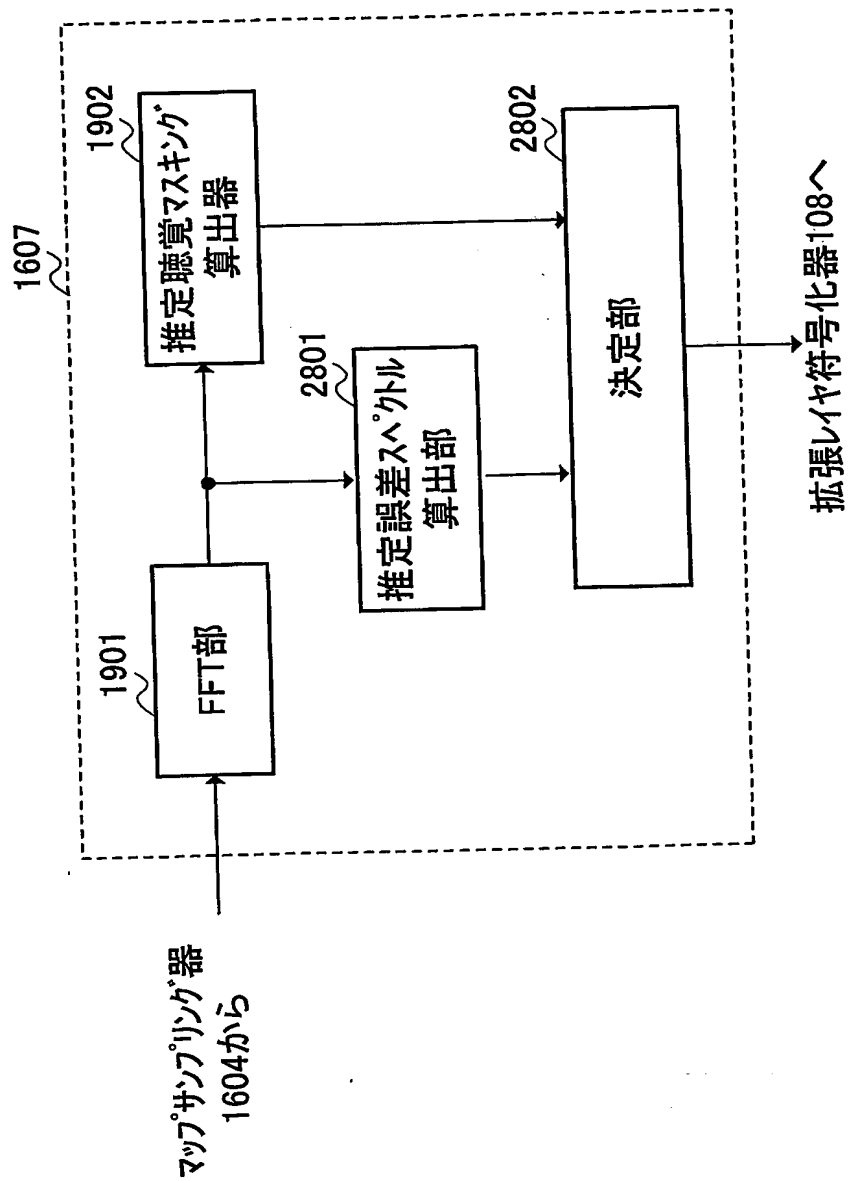 1607
マップサンプリング器
1604から
1901
FFT部
1902
推定聴覚マスキング
算出器
2801
推定誤差スペクトル
算出部
2802
決定部
拡張レイヤ符号化器108へ